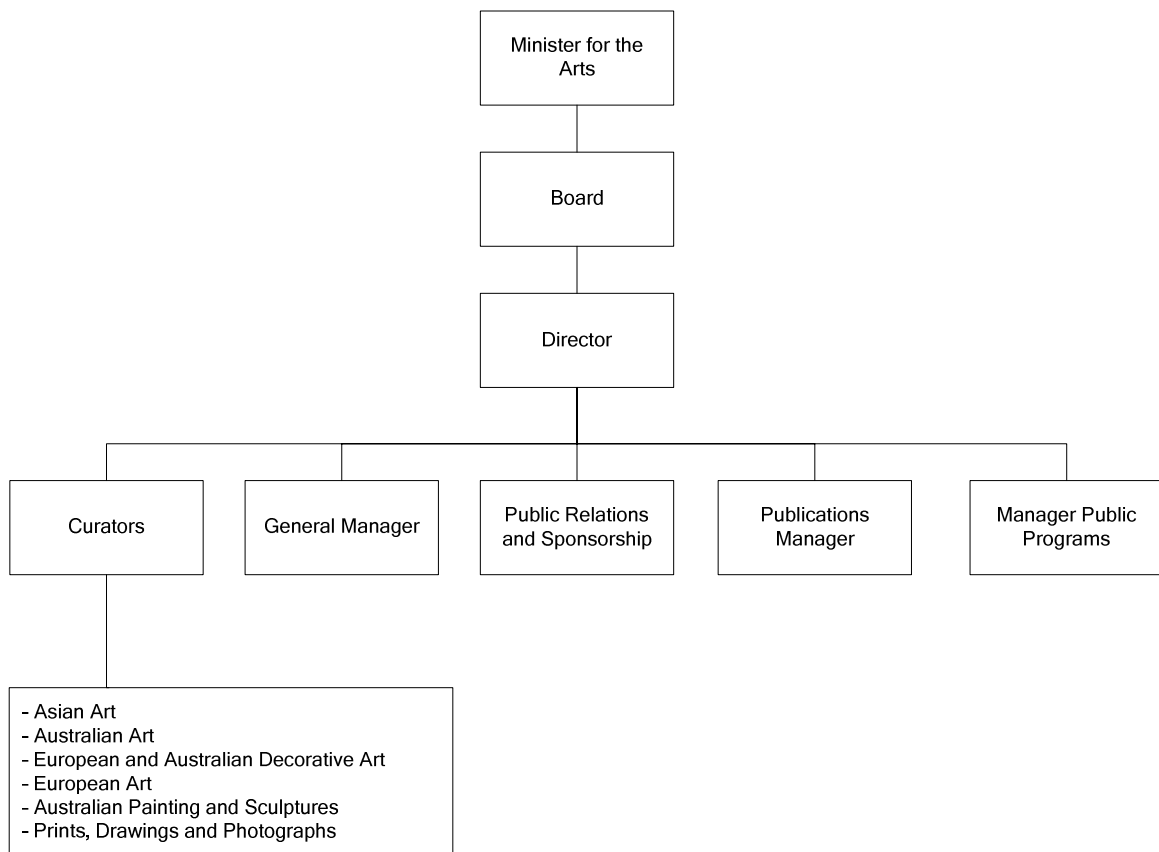 Minister for the
Arts
Board
Director
Curators
General Manager
Public Relations
and Sponsorship
Publications
Manager
Manager Public
Programs
- Asian Art
- Australian Art
- European and Australian Decorative Art
- European Art
- Australian Painting and Sculptures
- Prints, Drawings and Photographs